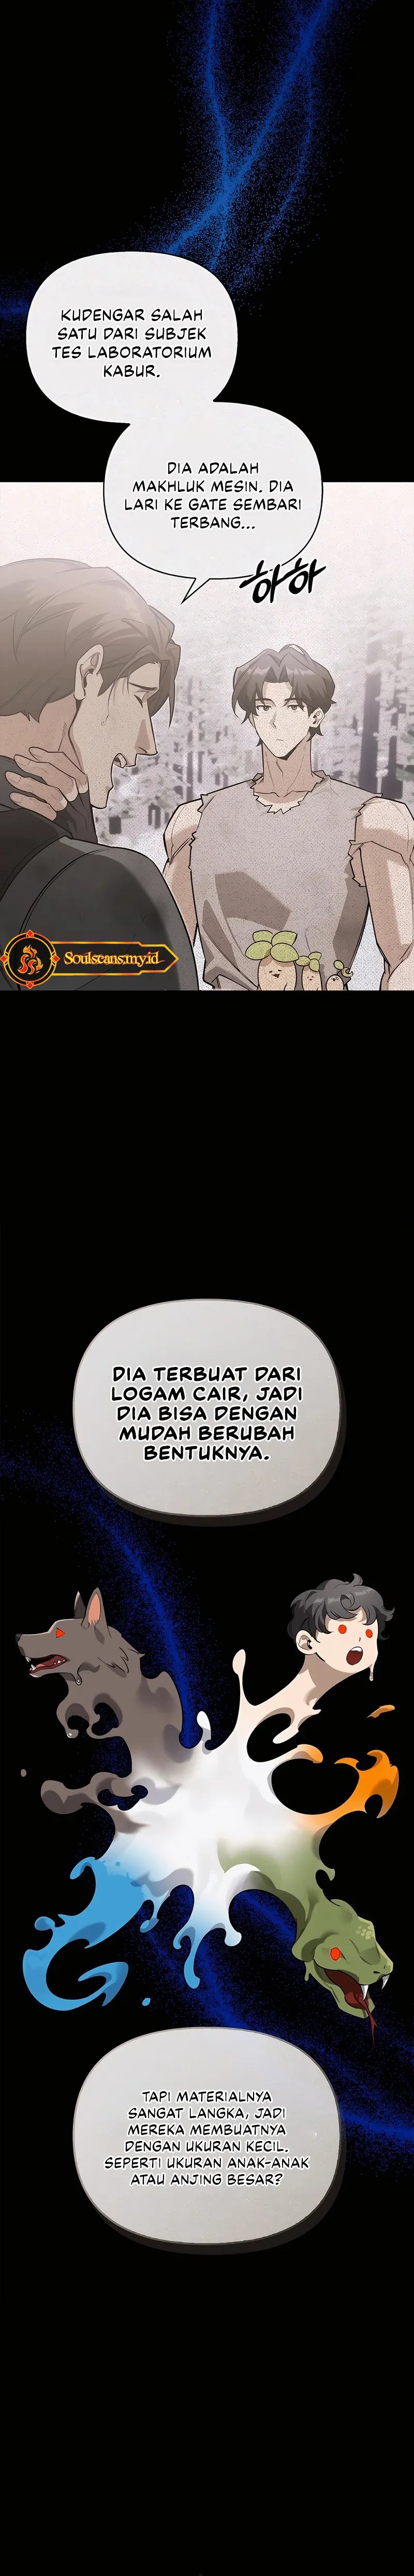 KUDENGAR SALAH
SATU DARI SUBJEK
TES LABORATORIUM
KABUR.
DIA ADALAH
MAKHLUK MESIN. DIA
LARI KE GATE SEMBARI
TERBANG...
하하
Soulscans.my.id
DIA TERBUAT DARI
LOGAM CAIR, JADI
DIA BISA DENGAN
MUDAH BERUBAH
BENTUKNYA.
TAPI MATERIALNYA
SANGAT LANGKA, JADI
MEREKA MEMBUATNYA
DENGAN UKURAN KECIL.
SEPERTI UKURAN ANAK-ANAK
ATAU ANJING BESAR?